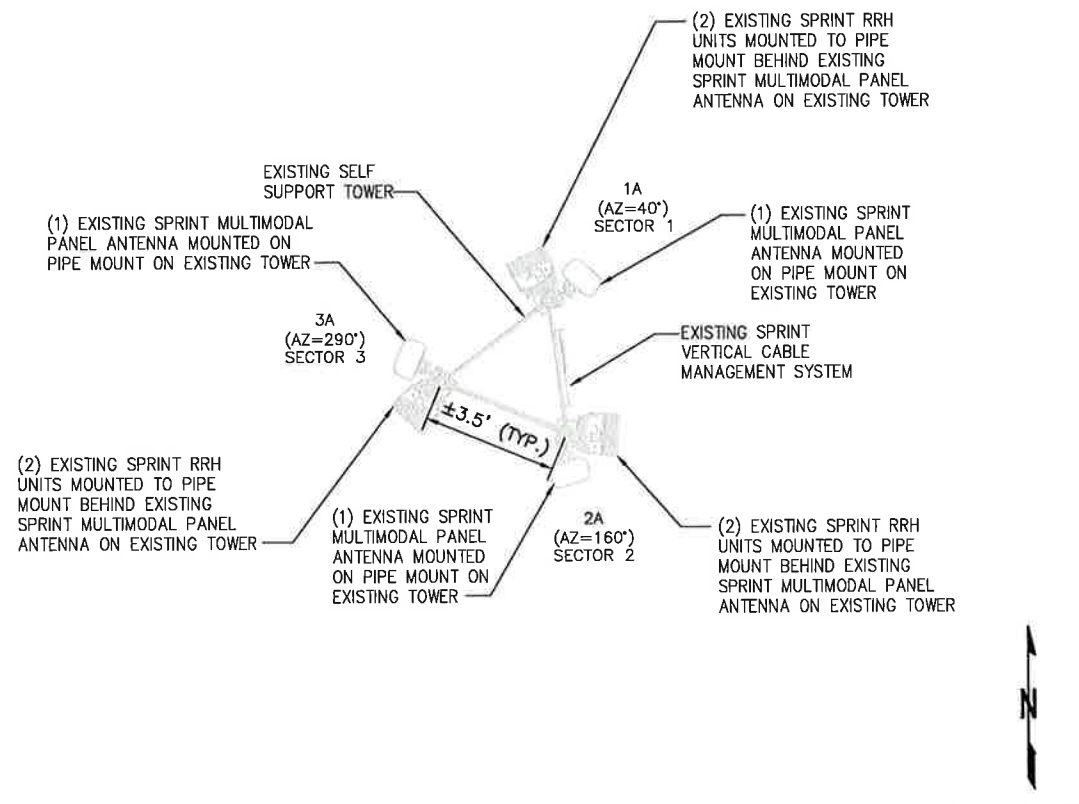 (2) EXISTING SPRINT RRH
UNITS MOUNTED TO PIPE
MOUNT BEHIND EXISTING
SPRINT MULTIMODAL PANEL
ANTENNA ON EXISTING TOWER
EXISTING SELF
SUPPORT TOWER
1A
(AZ=40°)
SECTOR 1
(1) EXISTING SPRINT MULTIMODAL
PANEL ANTENNA MOUNTED ON
PIPE MOUNT ON EXISTING TOWER
(1) EXISTING SPRINT
MULTIMODAL PANEL
ANTENNA MOUNTED
ON PIPE MOUNT ON
EXISTING TOWER
3A
(AZ=290°)
SECTOR 3
EXISTING SPRINT
VERTICAL CABLE
MANAGEMENT SYSTEM
±3.5' (TYP.)
(2) EXISTING SPRINT RRH
UNITS MOUNTED TO PIPE
MOUNT BEHIND EXISTING
SPRINT MULTIMODAL PANEL
ANTENNA ON EXISTING TOWER
(1) EXISTING SPRINT
MULTIMODAL PANEL
ANTENNA MOUNTED
ON PIPE MOUNT ON
EXISTING TOWER
2A
(AZ=160°)
SECTOR 2
(2) EXISTING SPRINT RRH
UNITS MOUNTED TO PIPE
MOUNT BEHIND EXISTING
SPRINT MULTIMODAL PANEL
ANTENNA ON EXISTING TOWER
N